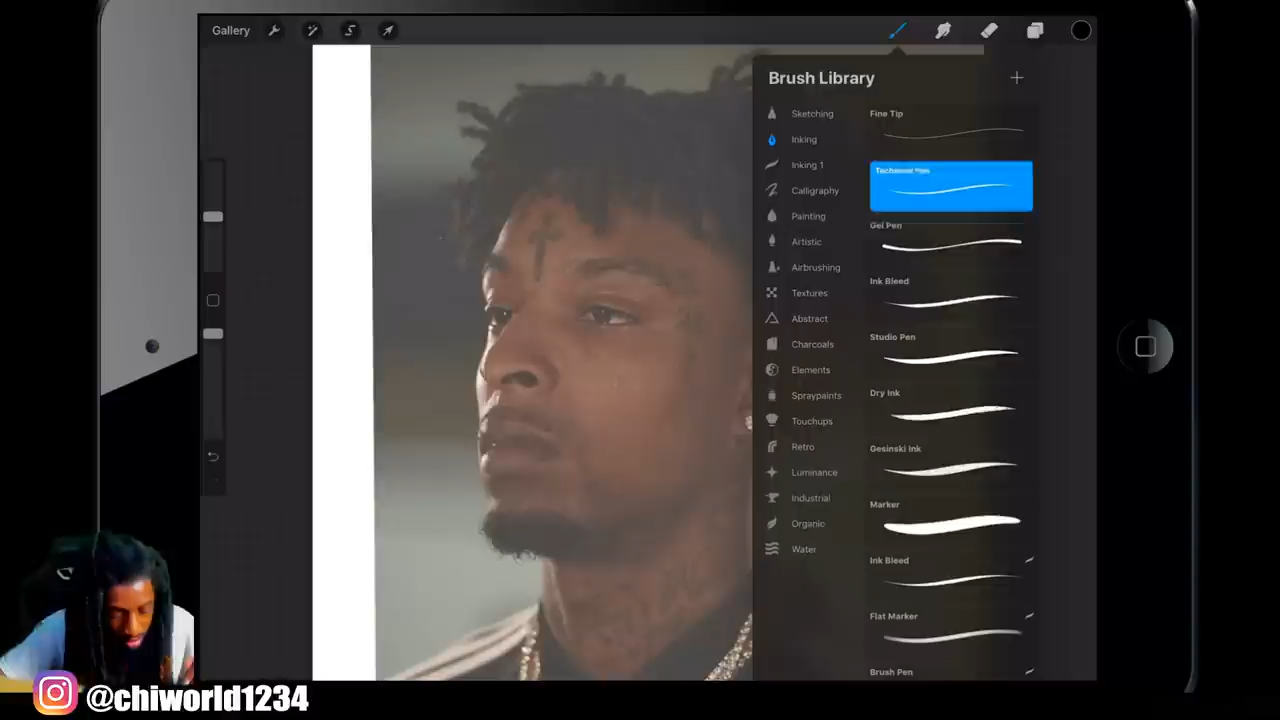 Gallery
Brush Library
Sketching
Inking
Inking 1
Calligraphy
Painting
Artistic
Airbrushing
Textures
Abstract
Charcoals
Elements
Spraypaints
Touchups
Retro
Luminance
Industrial
Organic
Water
Fine Tip
Technical Pen
Gel Pen
Ink Bleed
Studio Pen
Dry Ink
Gesinski Ink
Marker
Ink Bleed
Flat Marker
Brush Pen
@chiworld1234